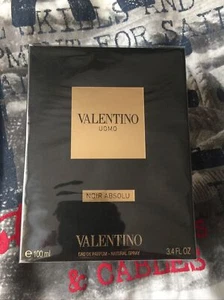 VALENTINO
UOMO
NOIR ABSOLU
VALENTINO
℮ 100 ml
EAU DE PARFUM - NATURAL SPRAY
3.4 FL.OZ
& CABLES